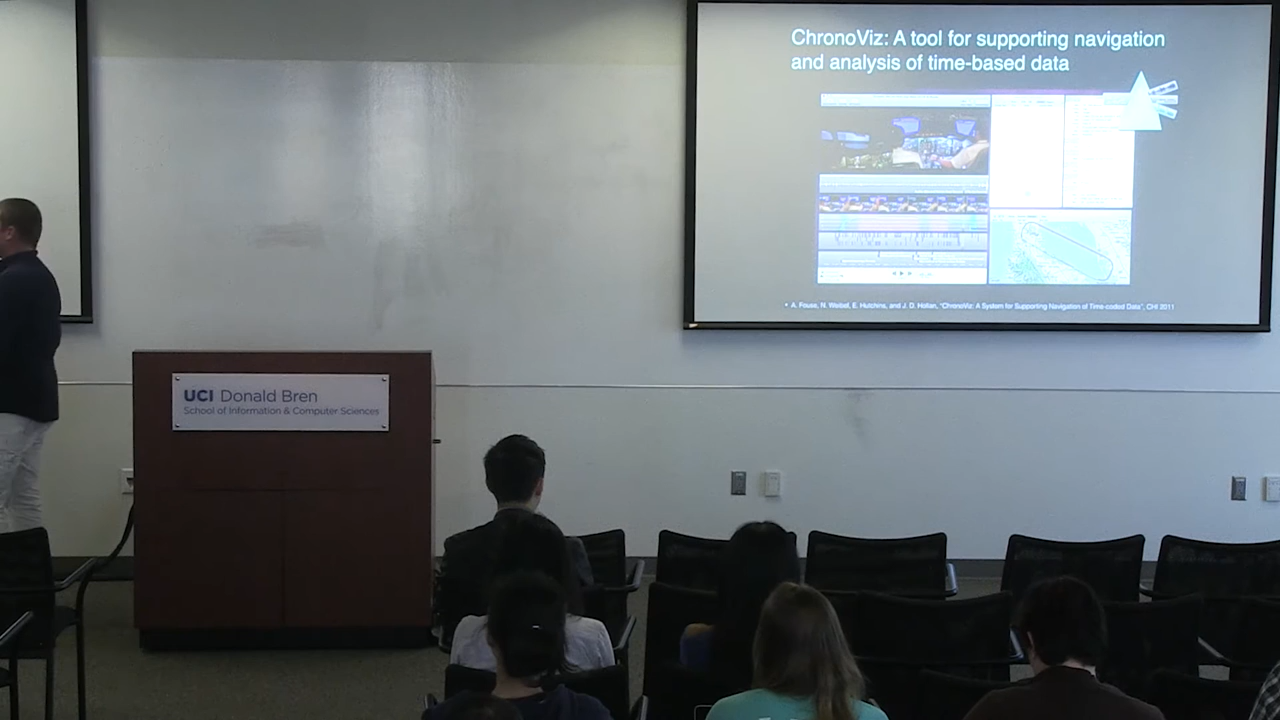 ChronoViz: A tool for supporting navigation
and analysis of time-based data
• A. Fouse, N. Weibel, E. Hutchins, and J. D. Hollan, "ChronoViz: A System for Supporting Navigation of Time-coded Data", CHI 2011
UCI Donald Bren
School of Information & Computer Sciences